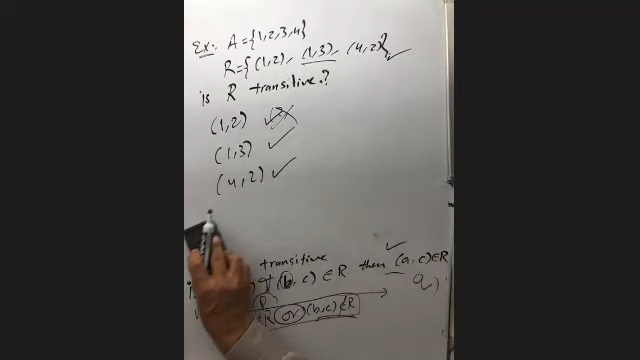 Ex:. A={1,2,3,4}
R={(1,2), (1,3), (4,2)}
is R transitive?
(1,2)
(1,3)
(4,2)
transitive
(b,c) ∈ R then (a,c) ∈ R
R (or) (b,c) ∉ R